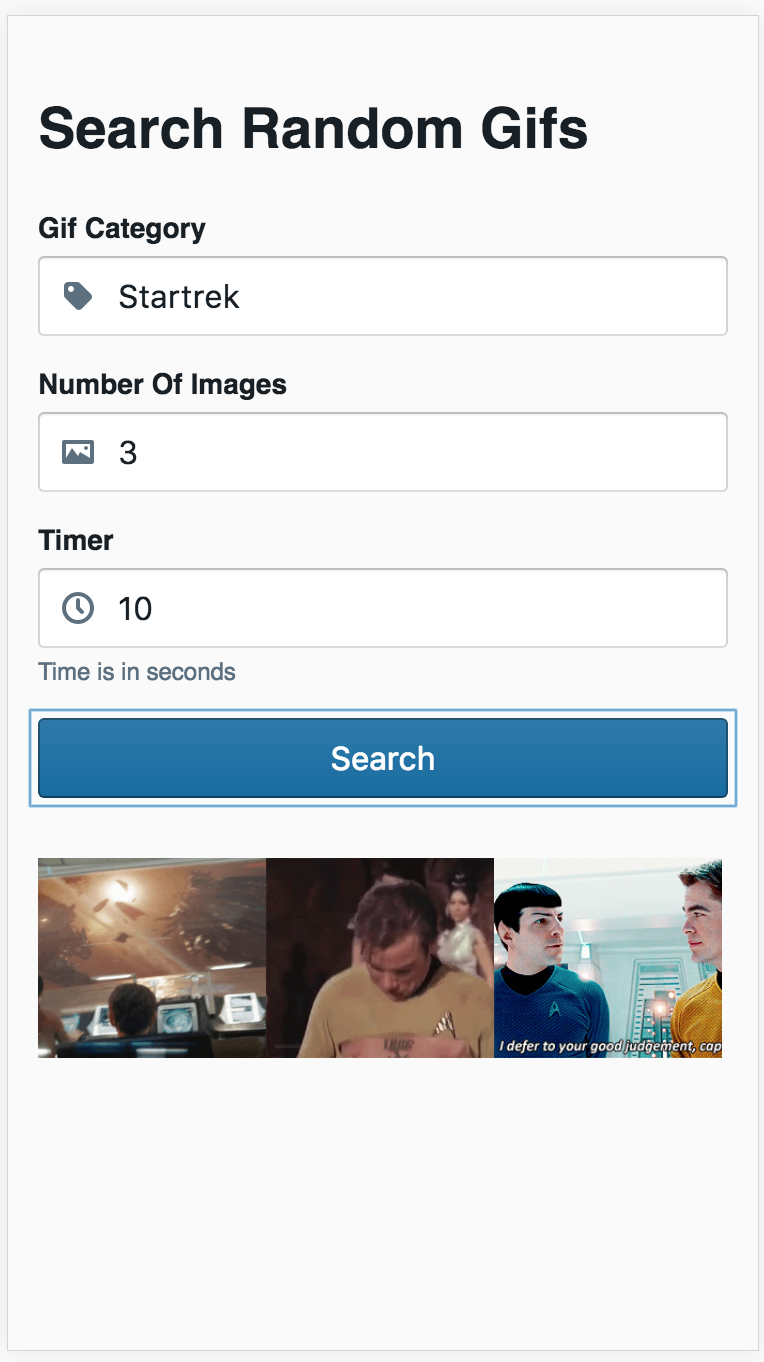 Search Random Gifs
Gif Category
Startrek
Number Of Images
3
Timer
10
Time is in seconds
Search
I defer to your good judgement, cap